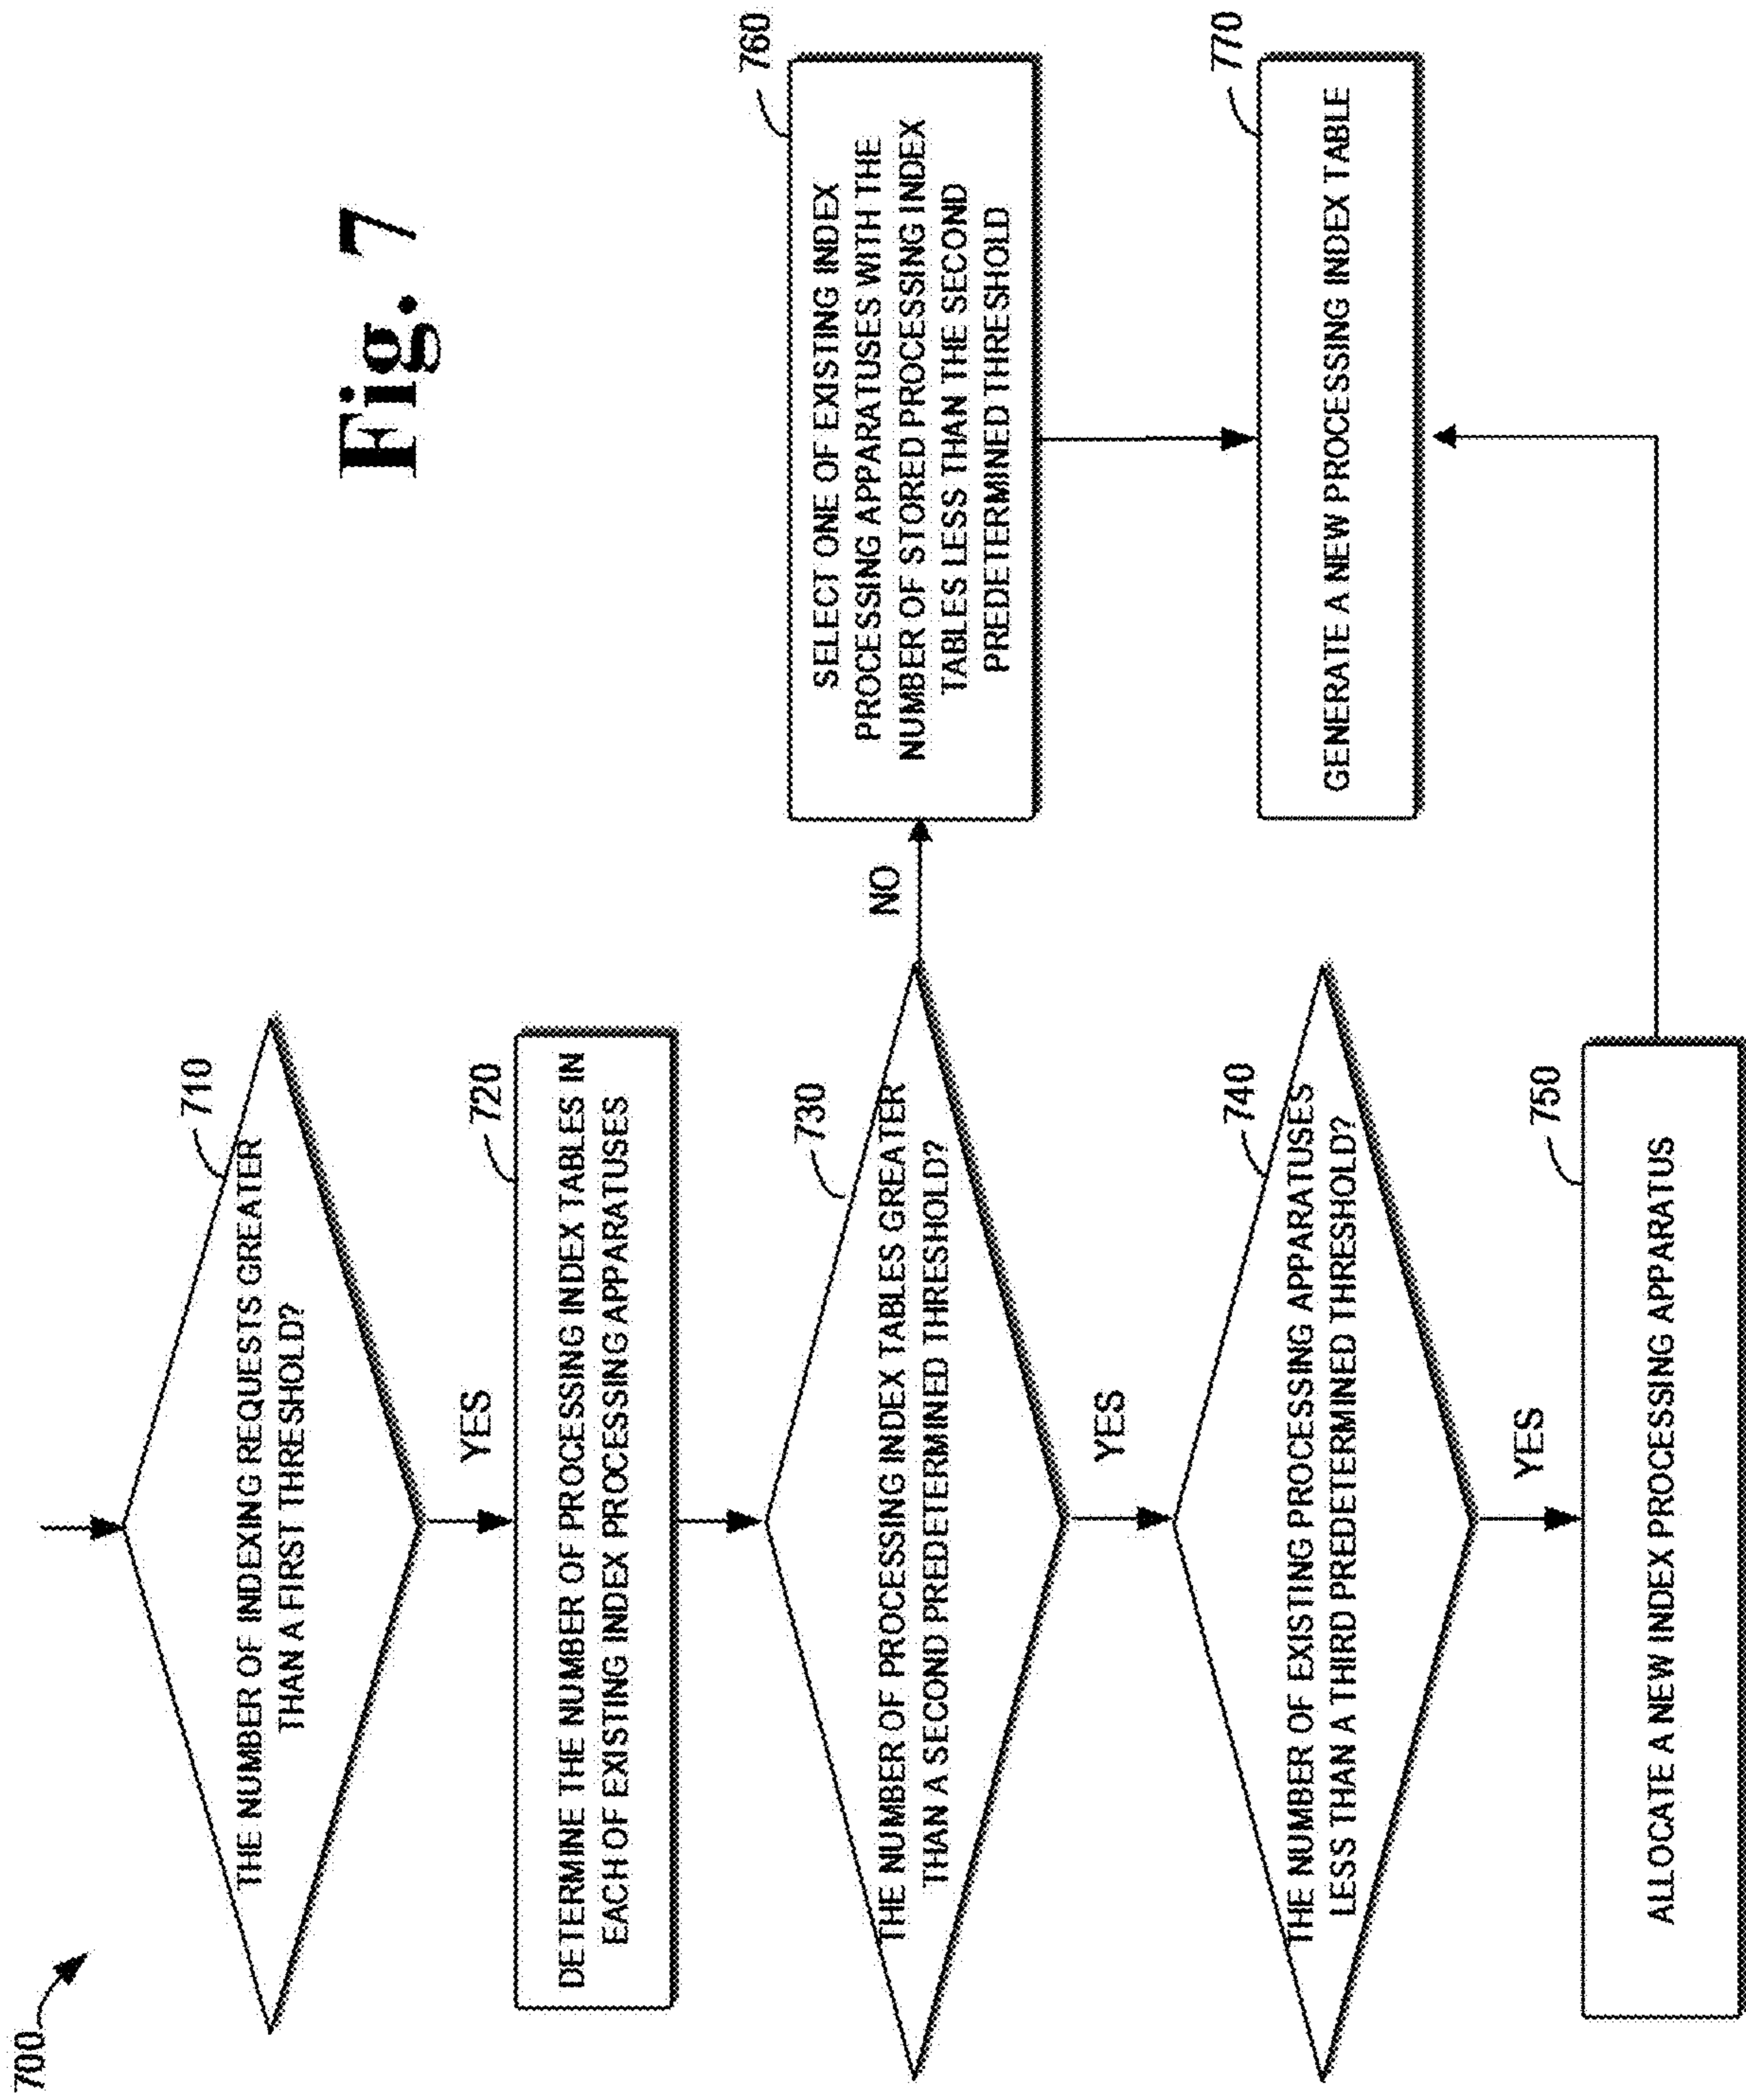 700
710
THE NUMBER OF INDEXING REQUESTS GREATER
THAN A FIRST THRESHOLD?
YES
720
DETERMINE THE NUMBER OF PROCESSING INDEX TABLES IN
EACH OF EXISTING INDEX PROCESSING APPARATUSES
730
THE NUMBER OF PROCESSING INDEX TABLES GREATER
THAN A SECOND PREDETERMINED THRESHOLD?
NO
YES
740
THE NUMBER OF EXISTING PROCESSING APPARATUSES
LESS THAN A THIRD PREDETERMINED THRESHOLD?
YES
750
ALLOCATE A NEW INDEX PROCESSING APPARATUS
760
SELECT ONE OF EXISTING INDEX
PROCESSING APPARATUSES WITH THE
NUMBER OF STORED PROCESSING INDEX
TABLES LESS THAN THE SECOND
PREDETERMINED THRESHOLD
770
GENERATE A NEW PROCESSING INDEX TABLE
Fig. 7